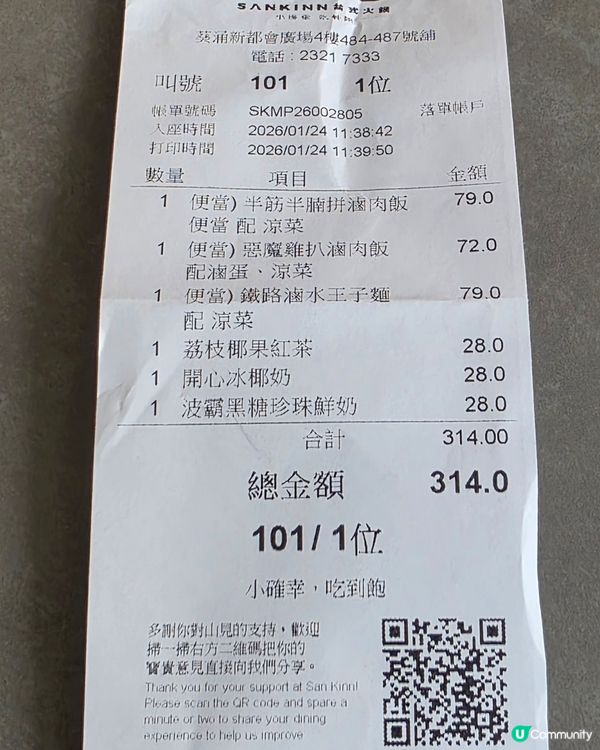 SANKINN 火鍋
葵涌新都會廣場4樓484-487號舖
電話：2321 7333
叫號 101 1位
帳單號碼 SKMP26002805 落單帳戶
入座時間 2026/01/24 11:38:42
打印時間 2026/01/24 11:39:50
數量 項目 金額
1 便當) 半筋半腩拼滷肉飯 79.0
便當 配 涼菜
1 便當) 惡魔雞扒滷肉飯 72.0
配滷蛋、涼菜
1 便當) 鐵路滷水王子麵 79.0
配 涼菜
1 荔枝椰果紅茶 28.0
1 開心冰椰奶 28.0
1 波霸黑糖珍珠鮮奶 28.0
合計 314.00
總金額 314.0
101/ 1位
小確幸，吃到飽
多謝你對山見的支持，歡迎
掃一掃右方二維碼把你的
寶貴意見直接向我們分享。
Thank you for your support at San Kinn!
Please scan the QR code and spare a
minute or two to share your dining
experience to help us improve
U Community